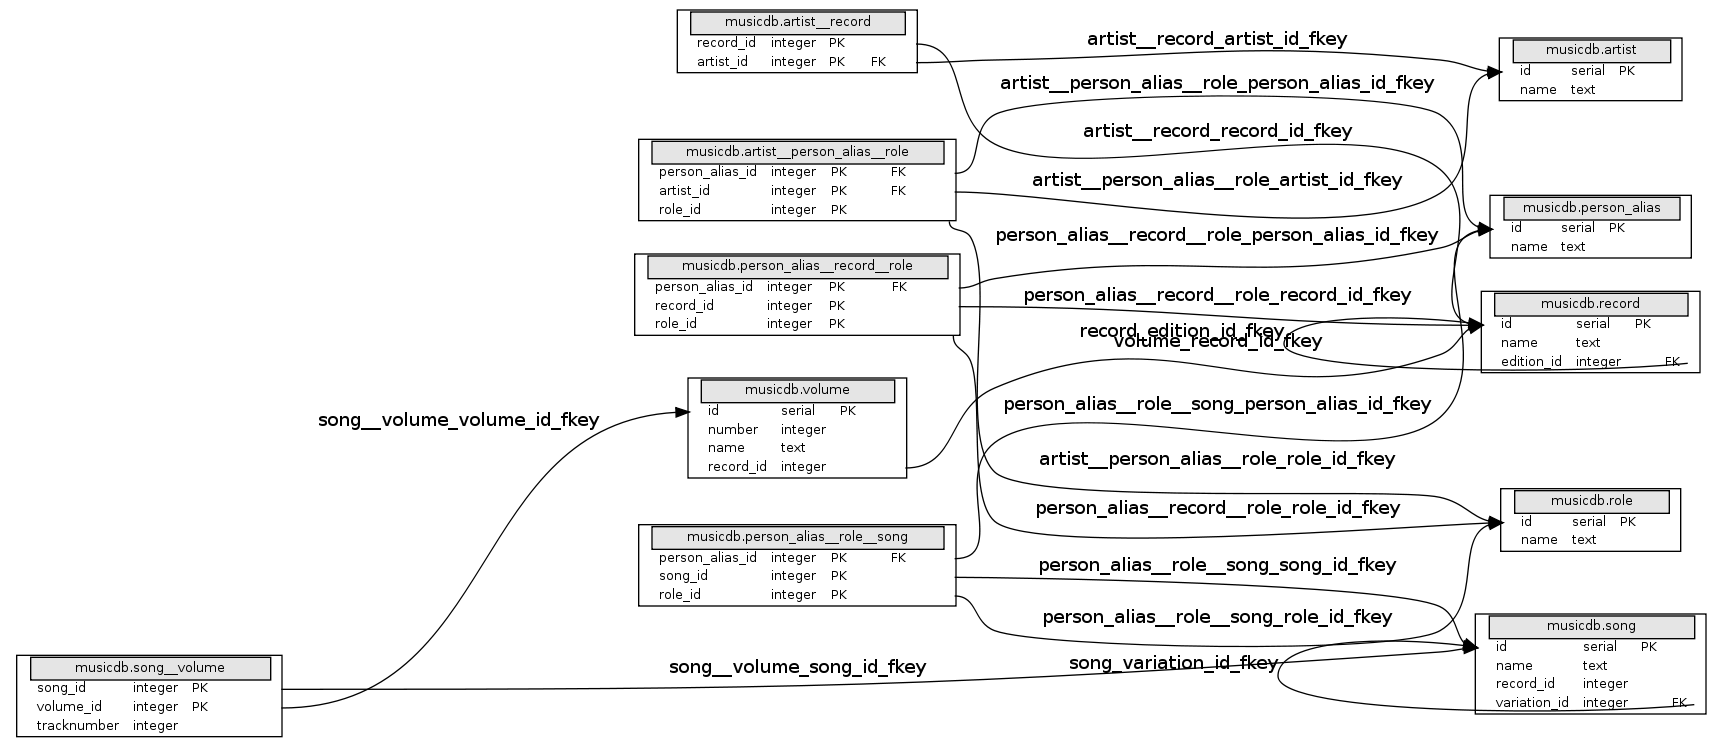 musicdb.artist__record
record_id integer PK
artist_id integer PK FK
musicdb.artist__person_alias__role
person_alias_id integer PK FK
artist_id integer PK FK
role_id integer PK
musicdb.person_alias__record__role
person_alias_id integer PK FK
record_id integer PK
role_id integer PK
musicdb.volume
id serial PK
number integer
name text
record_id integer
musicdb.person_alias__role__song
person_alias_id integer PK FK
song_id integer PK
role_id integer PK
musicdb.song__volume
song_id integer PK
volume_id integer PK
tracknumber integer
song__volume_volume_id_fkey
song__volume_song_id_fkey
artist__record_artist_id_fkey
artist__person_alias__role_person_alias_id_fkey
artist__record_record_id_fkey
artist__person_alias__role_artist_id_fkey
person_alias__record__role_person_alias_id_fkey
person_alias__record__role_record_id_fkey
record_edition_id_fkey
volume_record_id_fkey
person_alias__role__song_person_alias_id_fkey
artist__person_alias__role_role_id_fkey
person_alias__record__role_role_id_fkey
person_alias__role__song_song_id_fkey
person_alias__role__song_role_id_fkey
song_variation_id_fkey
musicdb.artist
id serial PK
name text
musicdb.person_alias
id serial PK
name text
musicdb.record
id serial PK
name text
edition_id integer FK
musicdb.role
id serial PK
name text
musicdb.song
id serial PK
name text
record_id integer
variation_id integer FK